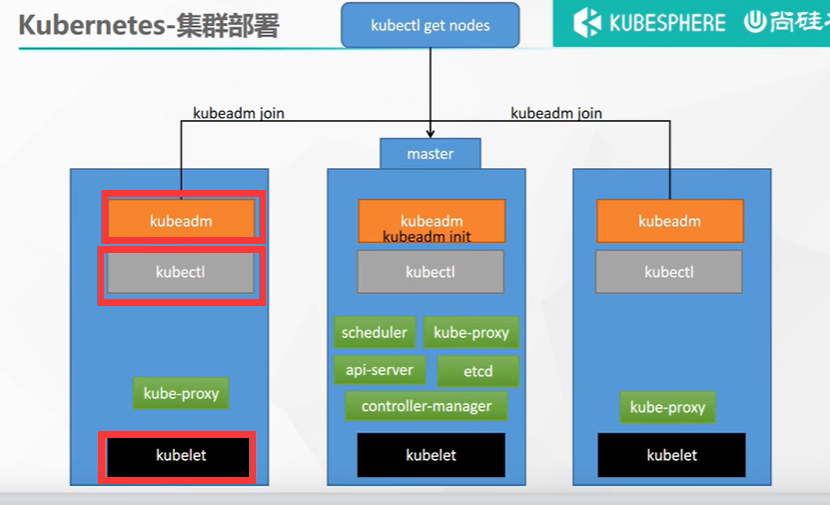 Kubernetes-集群部署
kubectl get nodes
KUBESPHERE
尚硅
kubeadm join
kubeadm join
master
kubeadm
kubectl
kube-proxy
kubelet
kubeadm
kubeadm init
kubectl
scheduler
kube-proxy
api-server
etcd
controller-manager
kubelet
kubeadm
kubectl
kube-proxy
kubelet